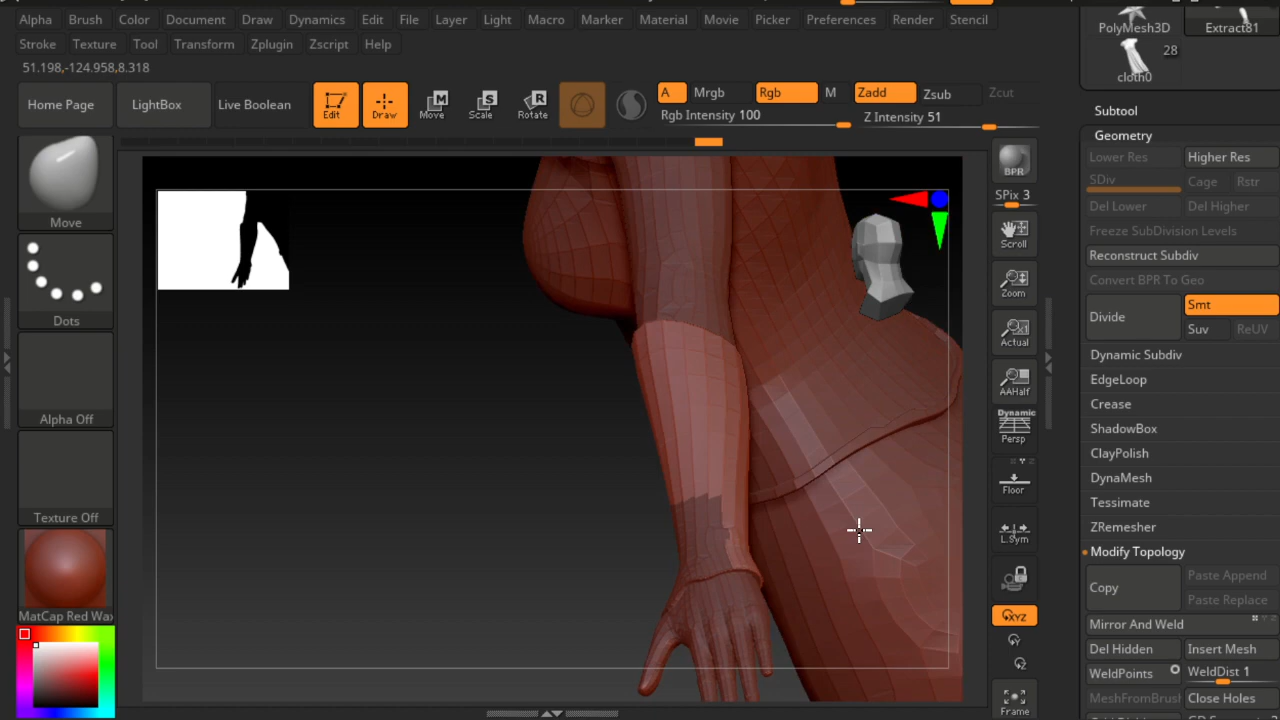 Alpha Brush Color Document Draw Dynamics Edit File Layer Light Macro Marker Material Movie Picker Preferences Render Stencil
Stroke Texture Tool Transform Zplugin Zscript Help
51.198,-124.958,8.318
Home Page LightBox Live Boolean Edit Draw Move Scale Rotate
A Mrgb Rgb M Zadd Zsub Zcut
Rgb Intensity 100 Z Intensity 51
Move
Dots
Alpha Off
Texture Off
MatCap Red Wax
BPR
SPix 3
Scroll
Zoom
Actual
AAHalf
Dynamic
Persp
Floor
L.Sym
XYZ
Frame
PolyMesh3D Extract81
28
cloth0
Subtool
Geometry
Lower Res Higher Res
SDiv Cage Rstr
Del Lower Del Higher
Freeze SubDivision Levels
Reconstruct Subdiv
Convert BPR To Geo
Divide Smt
Suv ReUV
Dynamic Subdiv
EdgeLoop
Crease
ShadowBox
ClayPolish
DynaMesh
Tessimate
ZRemesher
Modify Topology
Copy Paste Append
Paste Replace
Mirror And Weld
Del Hidden Insert Mesh
WeldPoints WeldDist 1
MeshFromBrush Close Holes